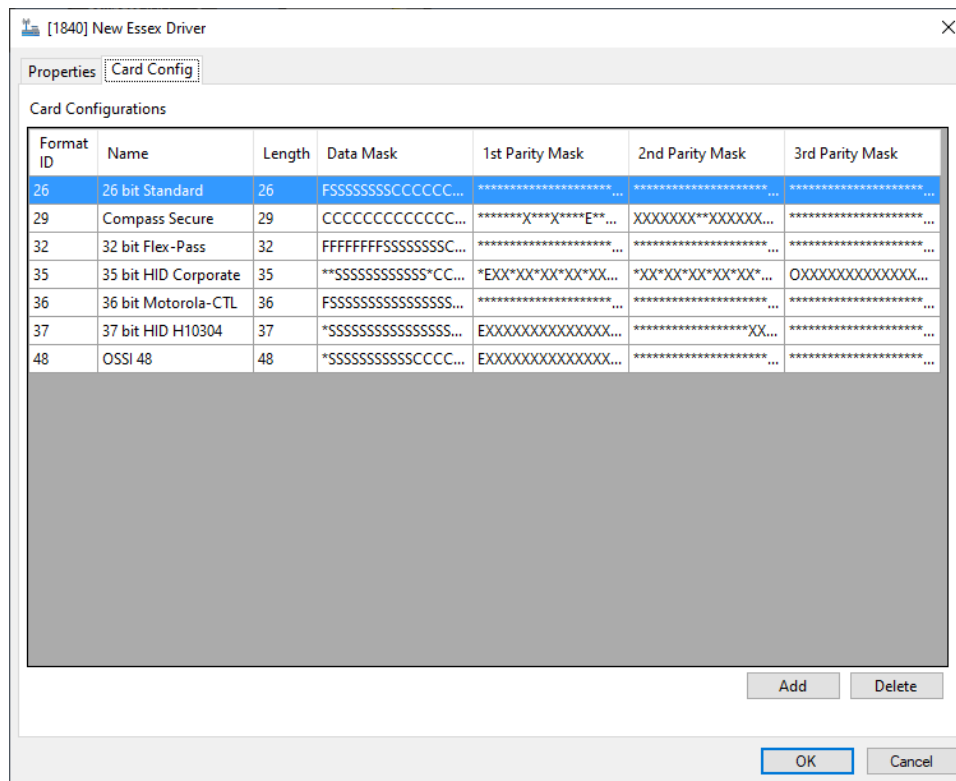 [1840] New Essex Driver
Properties Card Config
Card Configurations
Format ID Name Length Data Mask 1st Parity Mask 2nd Parity Mask 3rd Parity Mask
26 26 bit Standard 26 FSSSSSSSSCCCCCC... *********************... *********************... *********************...
29 Compass Secure 29 CCCCCCCCCCCCC... *******X***X****E**... XXXXXXX**XXXXXX... *********************...
32 32 bit Flex-Pass 32 FFFFFFFFSSSSSSSSC... *********************... *********************... *********************...
35 35 bit HID Corporate 35 **SSSSSSSSSSSS*CC... *EXX*XX*XX*XX*XX... *XX*XX*XX*XX*XX*... OXXXXXXXXXXXXX...
36 36 bit Motorola-CTL 36 FSSSSSSSSSSSSSSSS... *********************... *********************... *********************...
37 37 bit HID H10304 37 *SSSSSSSSSSSSSSSS... EXXXXXXXXXXXXXX... ******************XX... *********************...
48 OSSI 48 48 *SSSSSSSSSSSCCCC... EXXXXXXXXXXXXXX... *********************... *********************...
Add Delete
OK Cancel